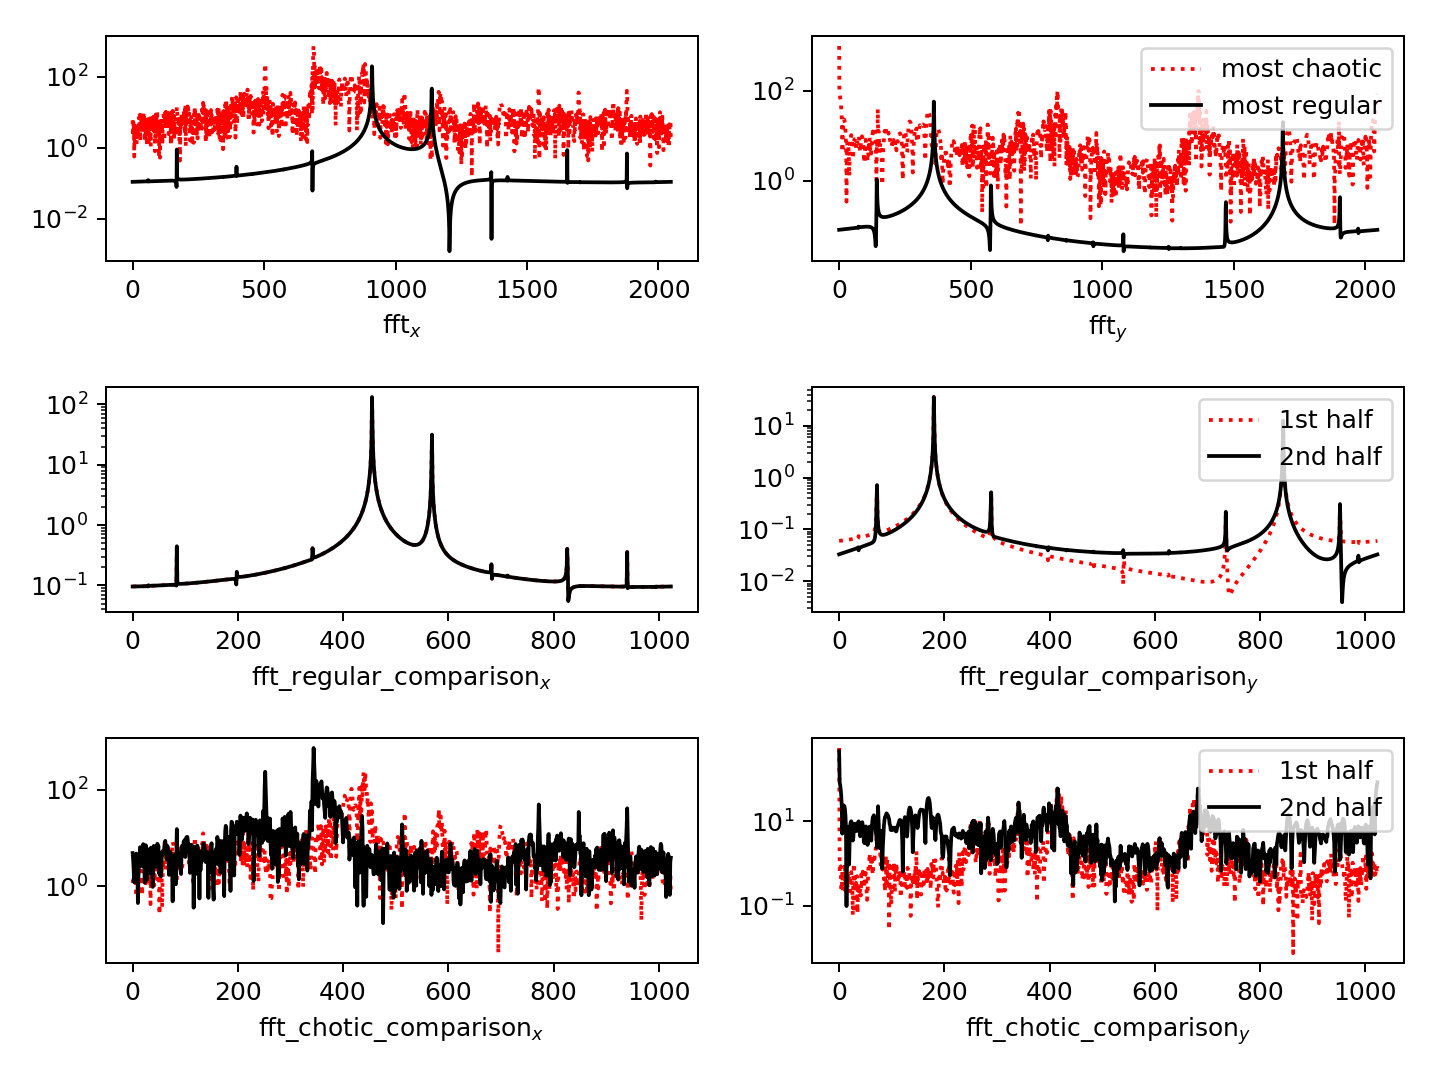 10^2
10^0
10^-2
0 500 1000 1500 2000
fft_x
most chaotic
most regular
10^2
10^0
0 500 1000 1500 2000
fft_y
10^2
10^1
10^0
10^-1
0 200 400 600 800 1000
fft_regular_comparison_x
1st half
2nd half
10^1
10^0
10^-1
10^-2
0 200 400 600 800 1000
fft_regular_comparison_y
10^2
10^0
0 200 400 600 800 1000
fft_chotic_comparison_x
1st half
2nd half
10^1
10^-1
0 200 400 600 800 1000
fft_chotic_comparison_y